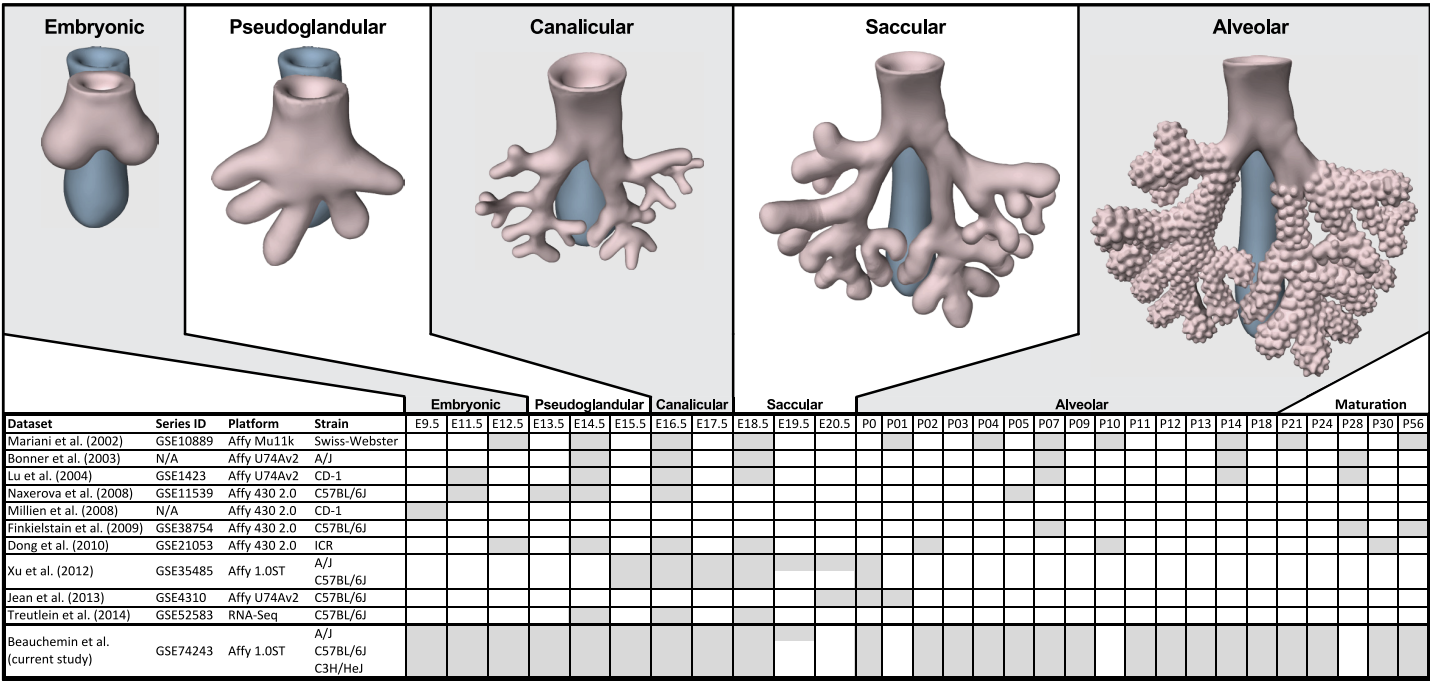 Embryonic Pseudoglandular Canalicular Saccular Alveolar
Embryonic Pseudoglandular Canalicular Saccular Alveolar Maturation
Dataset Series ID Platform Strain E9.5 E11.5 E12.5 E13.5 E14.5 E15.5 E16.5 E17.5 E18.5 E19.5 E20.5 P0 P01 P02 P03 P04 P05 P07 P09 P10 P11 P12 P13 P14 P18 P21 P24 P28 P30 P56
Mariani et al. (2002) GSE10889 Affy Mu11k Swiss-Webster
Bonner et al. (2003) N/A Affy U74Av2 A/J
Lu et al. (2004) GSE1423 Affy U74Av2 CD-1
Naxerova et al. (2008) GSE11539 Affy 430 2.0 C57BL/6J
Millien et al. (2008) N/A Affy 430 2.0 CD-1
Finkielstain et al. (2009) GSE38754 Affy 430 2.0 C57BL/6J
Dong et al. (2010) GSE21053 Affy 430 2.0 ICR
Xu et al. (2012) GSE35485 Affy 1.0ST A/J
C57BL/6J
Jean et al. (2013) GSE4310 Affy U74Av2 C57BL/6J
Treutlein et al. (2014) GSE52583 RNA-Seq C57BL/6J
Beauchemin et al. GSE74243 Affy 1.0ST A/J
(current study) C57BL/6J
C3H/HeJ